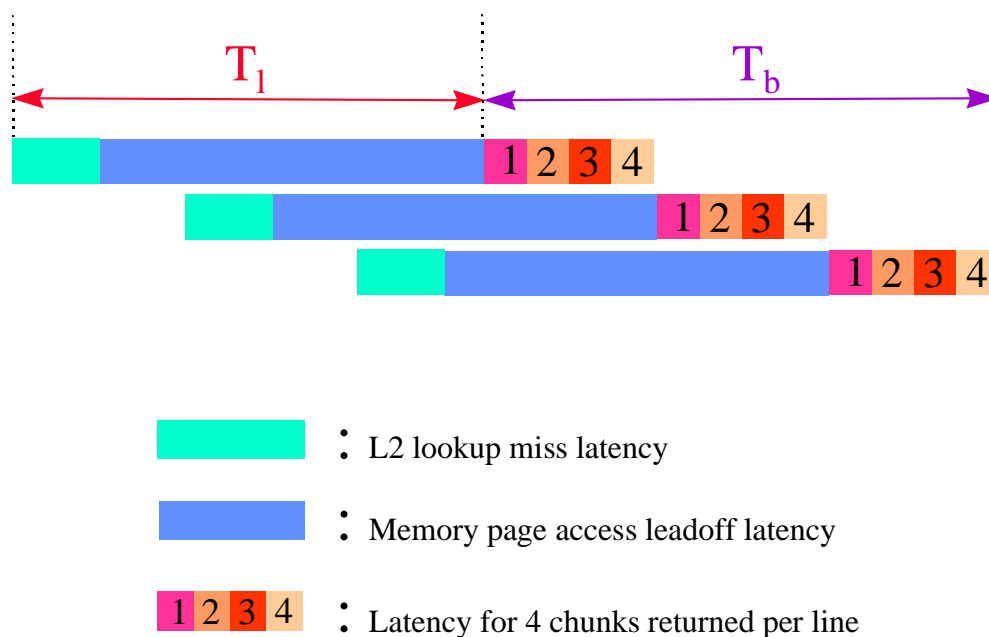 T_l T_b
1 2 3 4
1 2 3 4
1 2 3 4
: L2 lookup miss latency
: Memory page access leadoff latency
1 2 3 4 : Latency for 4 chunks returned per line